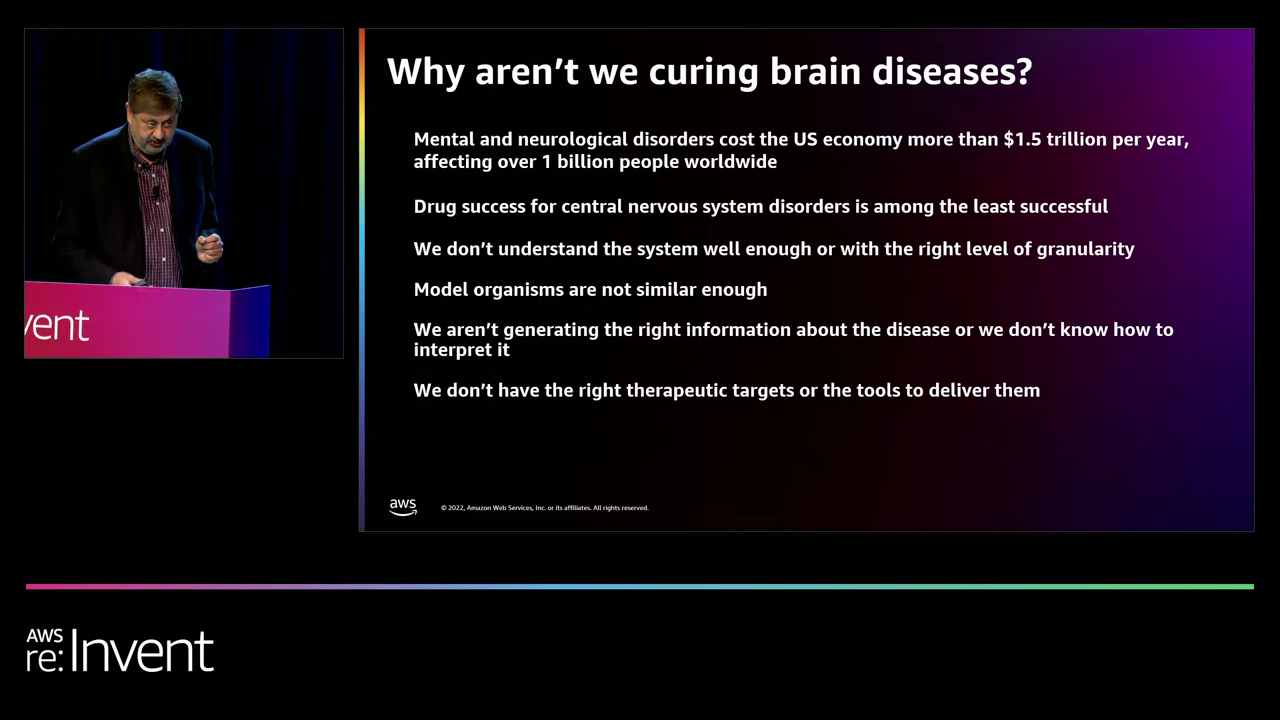 Why aren't we curing brain diseases?
Mental and neurological disorders cost the US economy more than $1.5 trillion per year,
affecting over 1 billion people worldwide
Drug success for central nervous system disorders is among the least successful
We don't understand the system well enough or with the right level of granularity
Model organisms are not similar enough
We aren't generating the right information about the disease or we don't know how to
interpret it
We don't have the right therapeutic targets or the tools to deliver them
vent
aws
© 2022, Amazon Web Services, Inc. or its affiliates. All rights reserved.
AWS
re:Invent